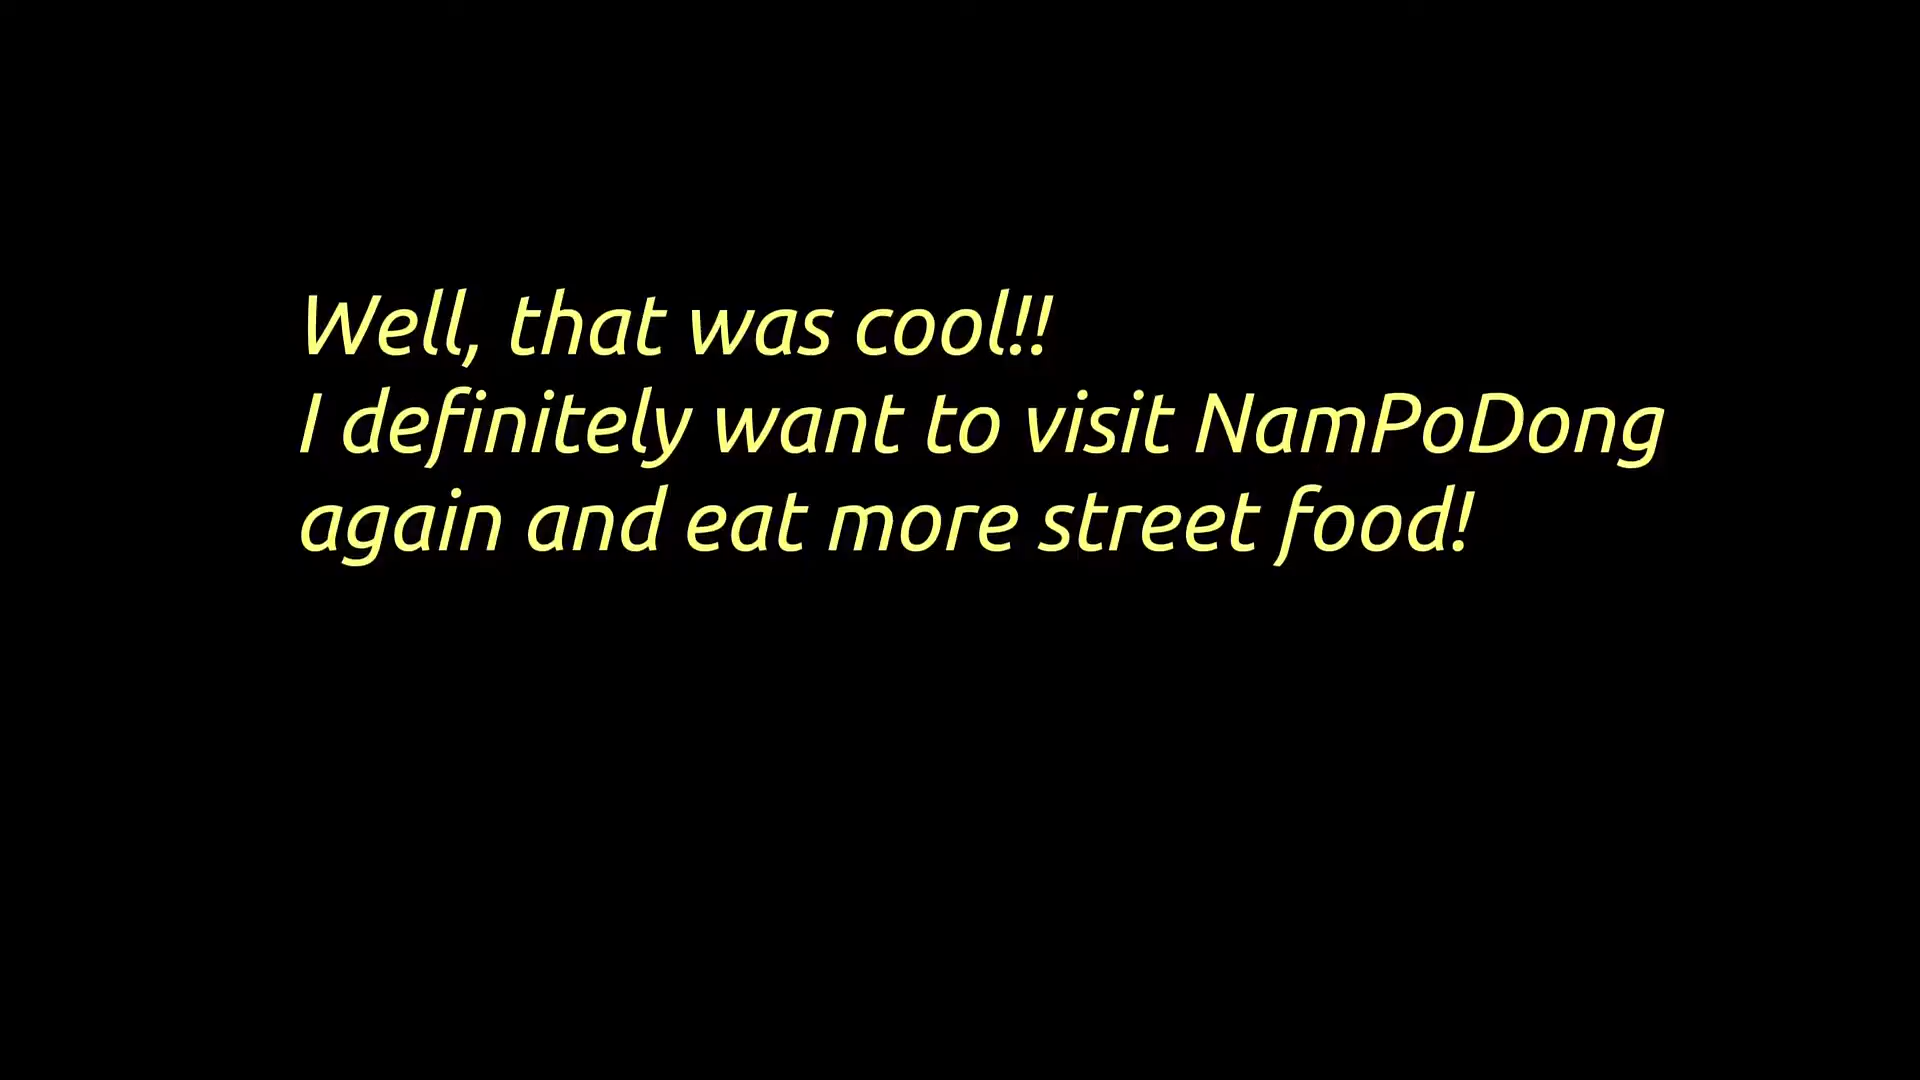 Well, that was cool!!
I definitely want to visit NamPoDong
again and eat more street food!